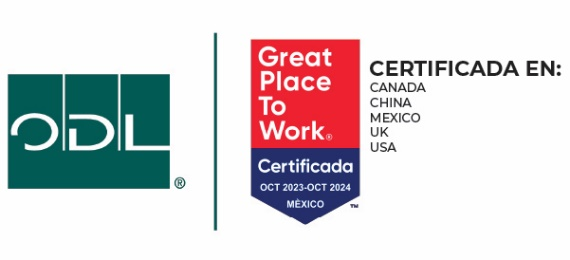 ODL®
Great
Place
To
Work®
Certificada
OCT 2023-OCT 2024
MÉXICO
™
CERTIFICADA EN:
CANADA
CHINA
MEXICO
UK
USA